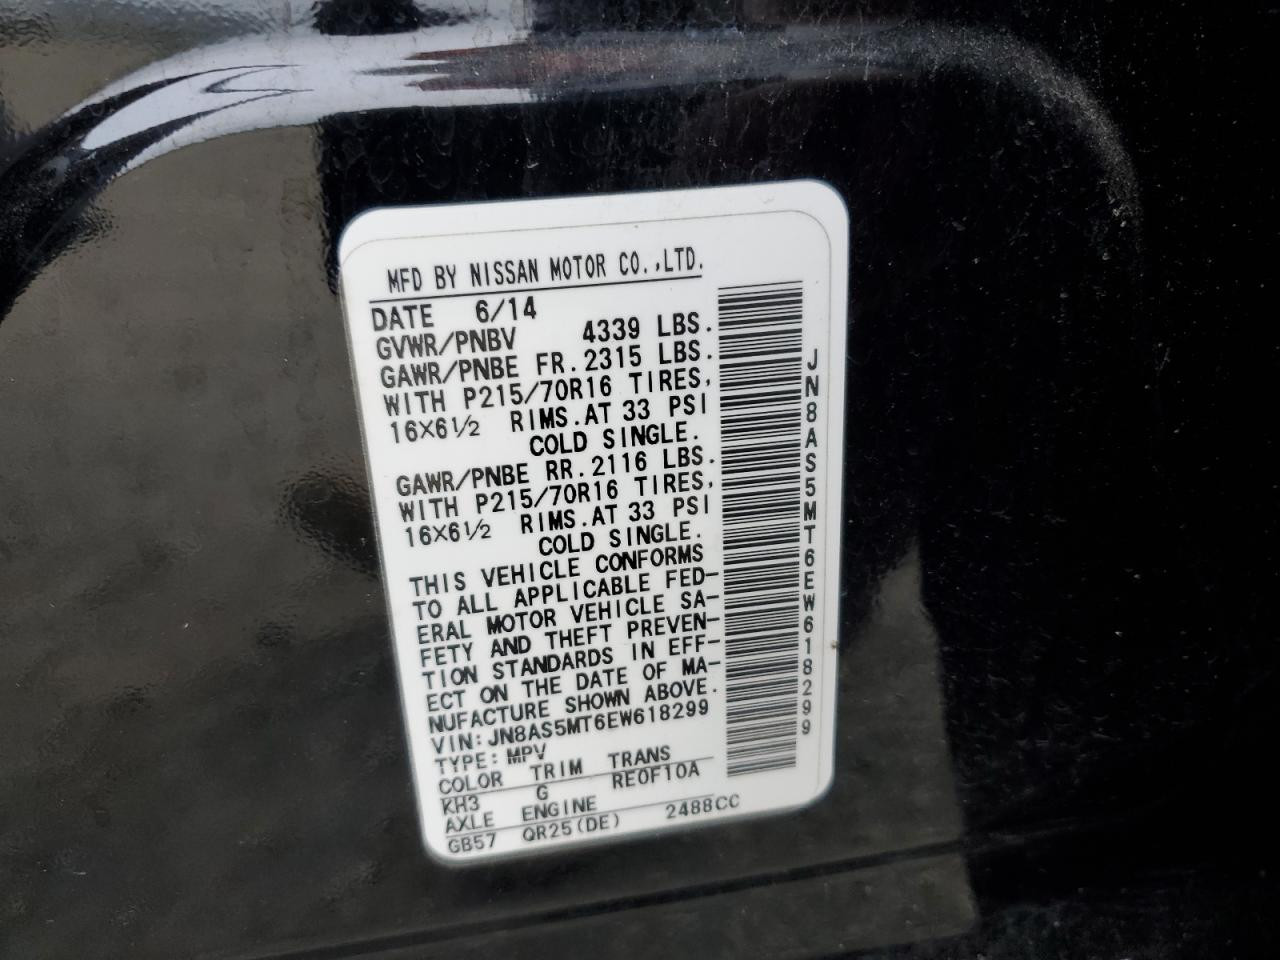 MFD BY NISSAN MOTOR CO.,LTD.
DATE 6/14
GVWR/PNBV 4339 LBS.
GAWR/PNBE FR.2315 LBS.
WITH P215/70R16 TIRES,
16×6½ RIMS.AT 33 PSI
COLD SINGLE.
GAWR/PNBE RR.2116 LBS.
WITH P215/70R16 TIRES,
16×6½ RIMS.AT 33 PSI
COLD SINGLE.
THIS VEHICLE CONFORMS
TO ALL APPLICABLE FED-
ERAL MOTOR VEHICLE SA-
FETY AND THEFT PREVEN-
TION STANDARDS IN EFF-
ECT ON THE DATE OF MA-
NUFACTURE SHOWN ABOVE.
VIN:JN8AS5MT6EW618299
TYPE:MPV
COLOR TRIM TRANS
KH3 G RE0F10A
AXLE ENGINE
GB57 QR25(DE) 2488CC
JN8AS5MT6EW618299